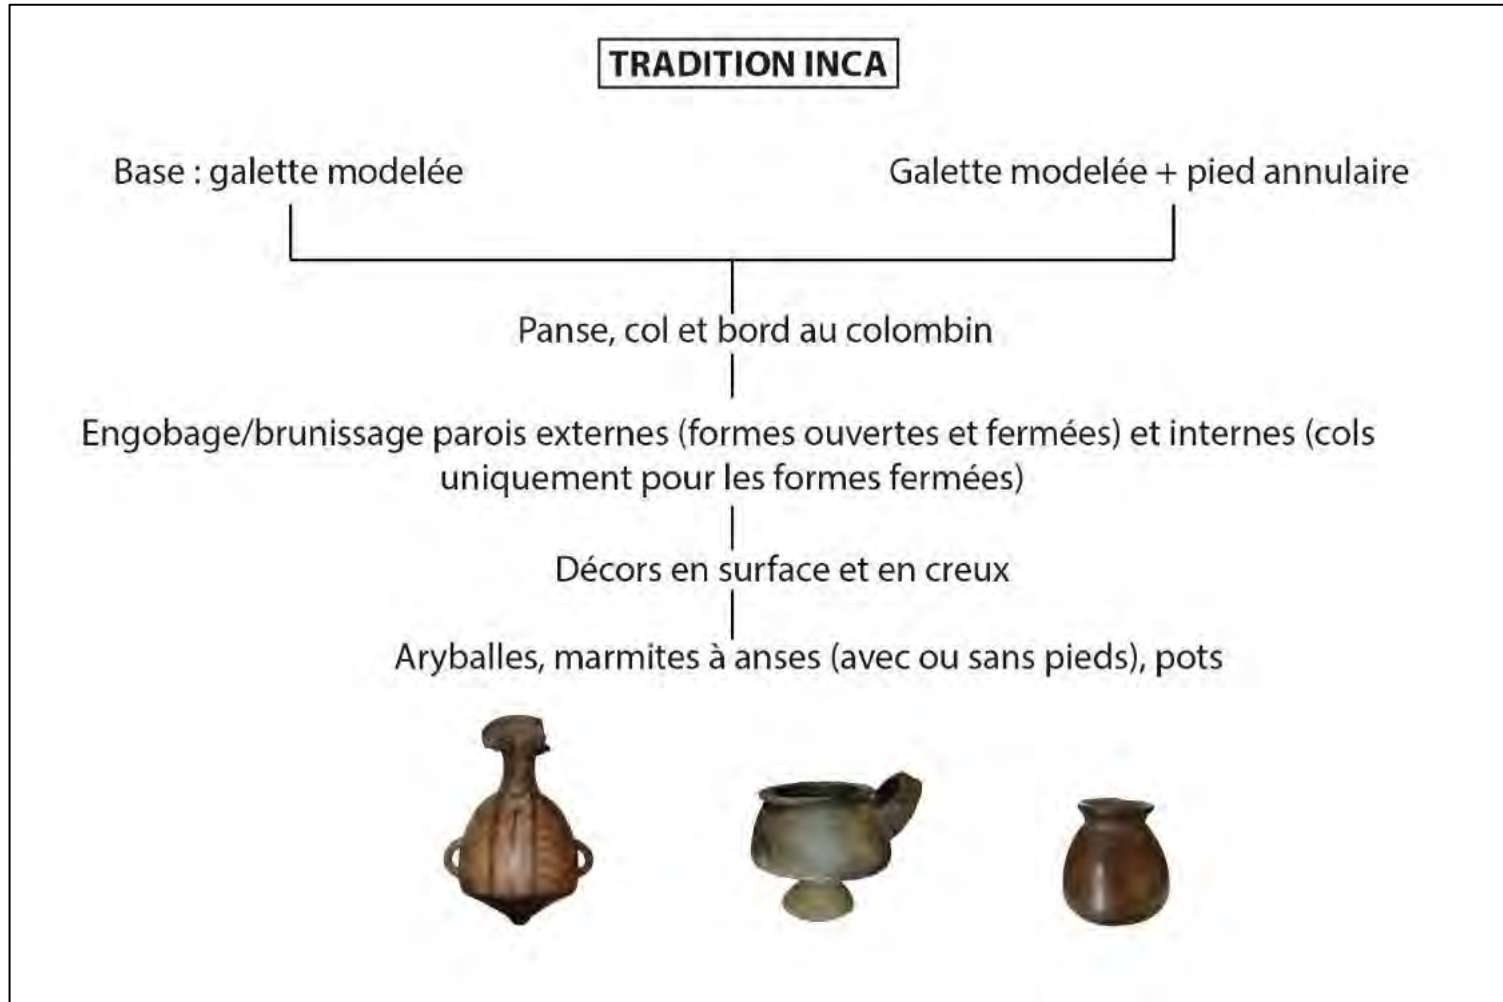 TRADITION INCA
Base : galette modelée
Galette modelée + pied annulaire
Panse, col et bord au colombin
Engobage/brunissage parois externes (formes ouvertes et fermées) et internes (cols
uniquement pour les formes fermées)
Décors en surface et en creux
Aryballes, marmites à anses (avec ou sans pieds), pots